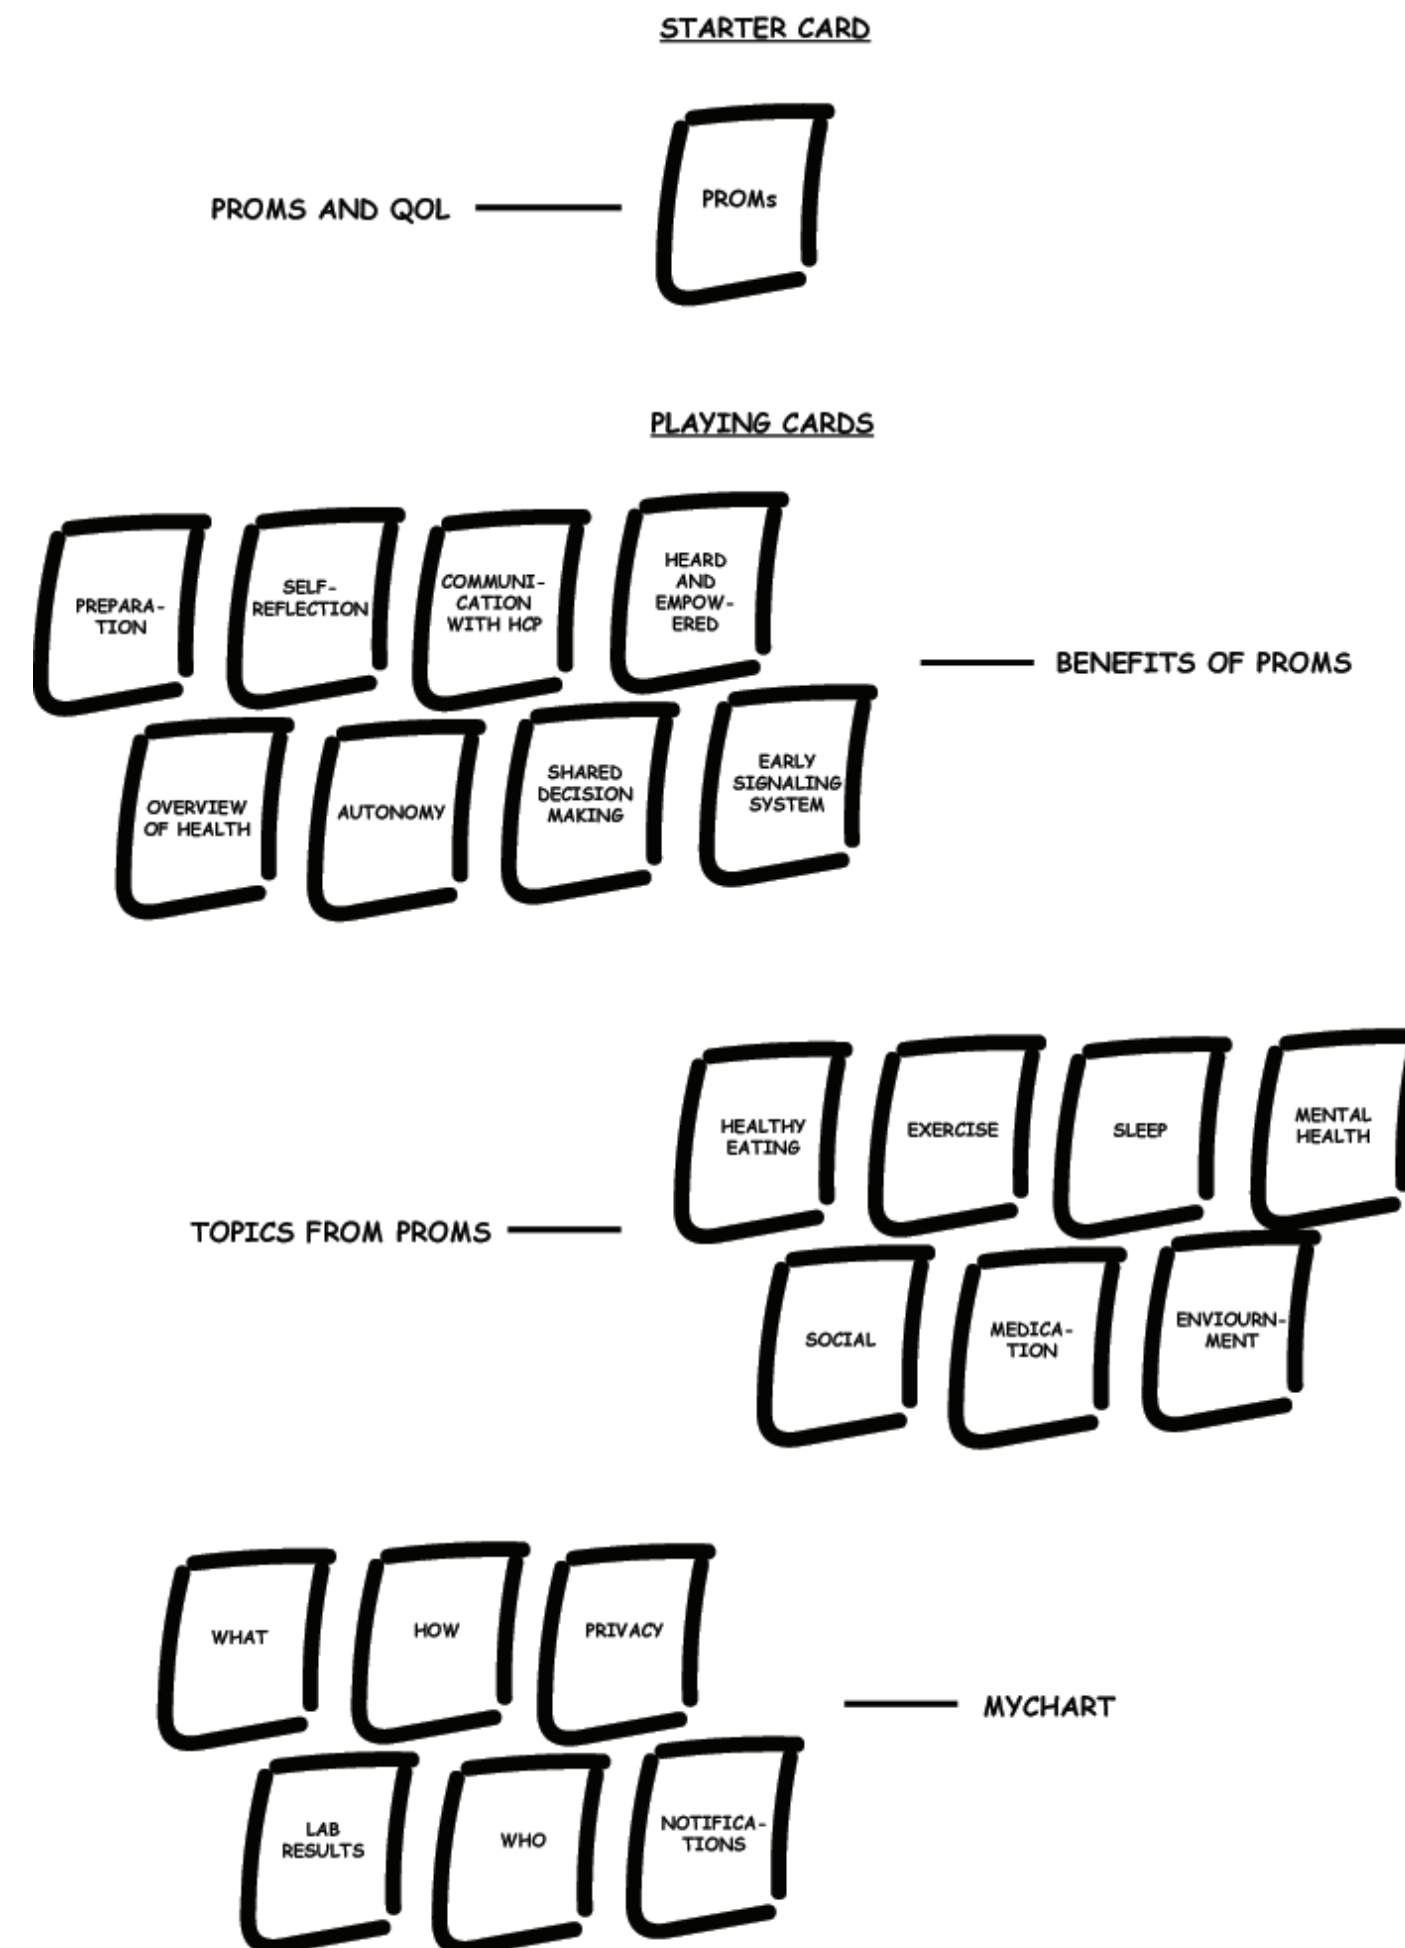 STARTER CARD
PROMS AND QOL
PROMs
PLAYING CARDS
PREPARA-
TION
SELF-
REFLECTION
COMMUNI-
CATION
WITH HCP
HEARD
AND
EMPOW-
ERED
BENEFITS OF PROMS
OVERVIEW
OF HEALTH
AUTONOMY
SHARED
DECISION
MAKING
EARLY
SIGNALING
SYSTEM
HEALTHY
EATING
EXERCISE
SLEEP
MENTAL
HEALTH
TOPICS FROM PROMS
SOCIAL
MEDICA-
TION
ENVIOURN-
MENT
WHAT
HOW
PRIVACY
MYCHART
LAB
RESULTS
WHO
NOTIFICA-
TIONS